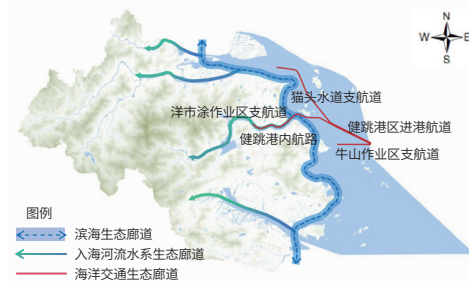 N
W E
S
猫头水道支航道
洋市涂作业区支航道
健跳港区进港航道
健跳港内航路
牛山作业区支航道
图例
滨海生态廊道
入海河流水系生态廊道
海洋交通生态廊道